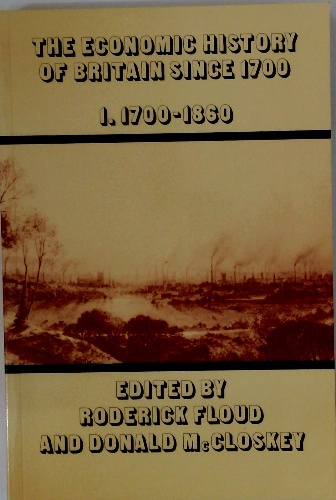 THE ECONOMIC HISTORY
OF BRITAIN SINCE 1700
1. 1700-1860
EDITED BY
RODERICK FLOUD
AND DONALD McCLOSKEY